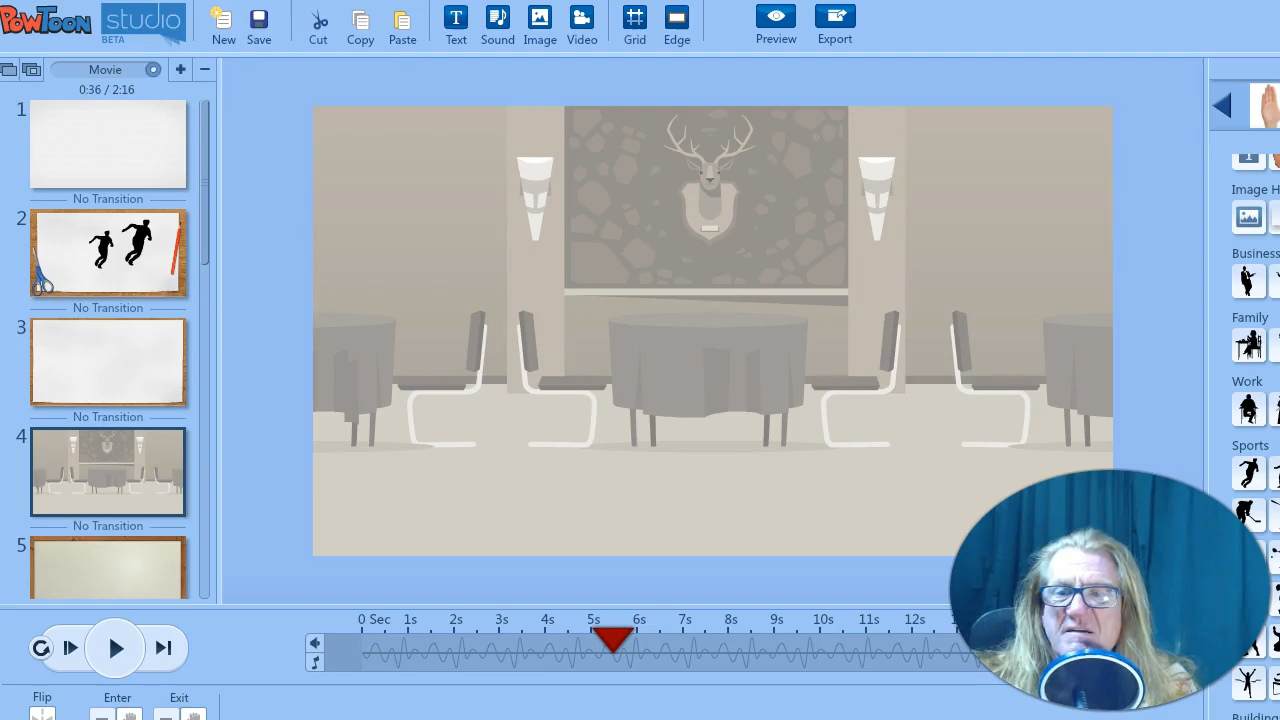 POWTOON studio
BETA
New Save Cut Copy Paste Text Sound Image Video Grid Edge Preview Export
Movie
0:36 / 2:16
1
No Transition
2
No Transition
3
No Transition
4
No Transition
5
Image H
Business
Family
Work
Sports
0 Sec 1s 2s 3s 4s 5s 6s 7s 8s 9s 10s 11s 12s
Flip Enter Exit